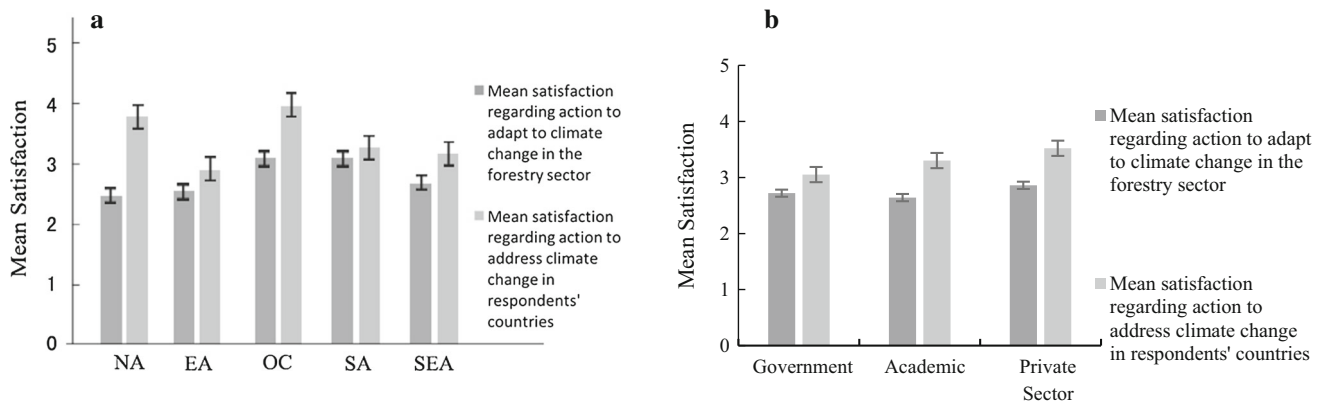 a
Mean Satisfaction
5
4
3
2
1
0
NA
EA
OC
SA
SEA
Mean satisfaction
regarding action to
adapt to climate
change in the
forestry sector
Mean satisfaction
regarding action to
address climate
change in
respondents'
countries
b
Mean Satisfaction
5
4
3
2
1
0
Government
Academic
Private
Sector
Mean satisfaction
regarding action to adapt
to climate change in the
forestry sector
Mean satisfaction
regarding action to
address climate change
in respondents' countries